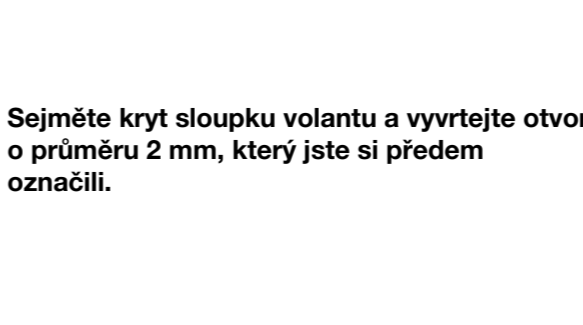 Sejměte kryt sloupku volantu a vyvrtejte otvor
o průměru 2 mm, který jste si předem
označili.